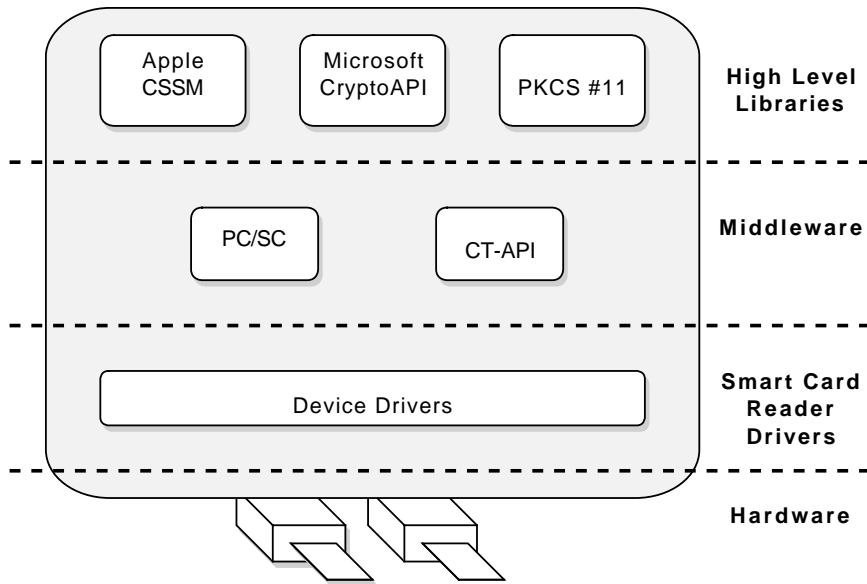 Apple
CSSM
Microsoft
CryptoAPI
PKCS #11
High Level
Libraries
PC/SC
CT-API
Middleware
Device Drivers
Smart Card
Reader
Drivers
Hardware